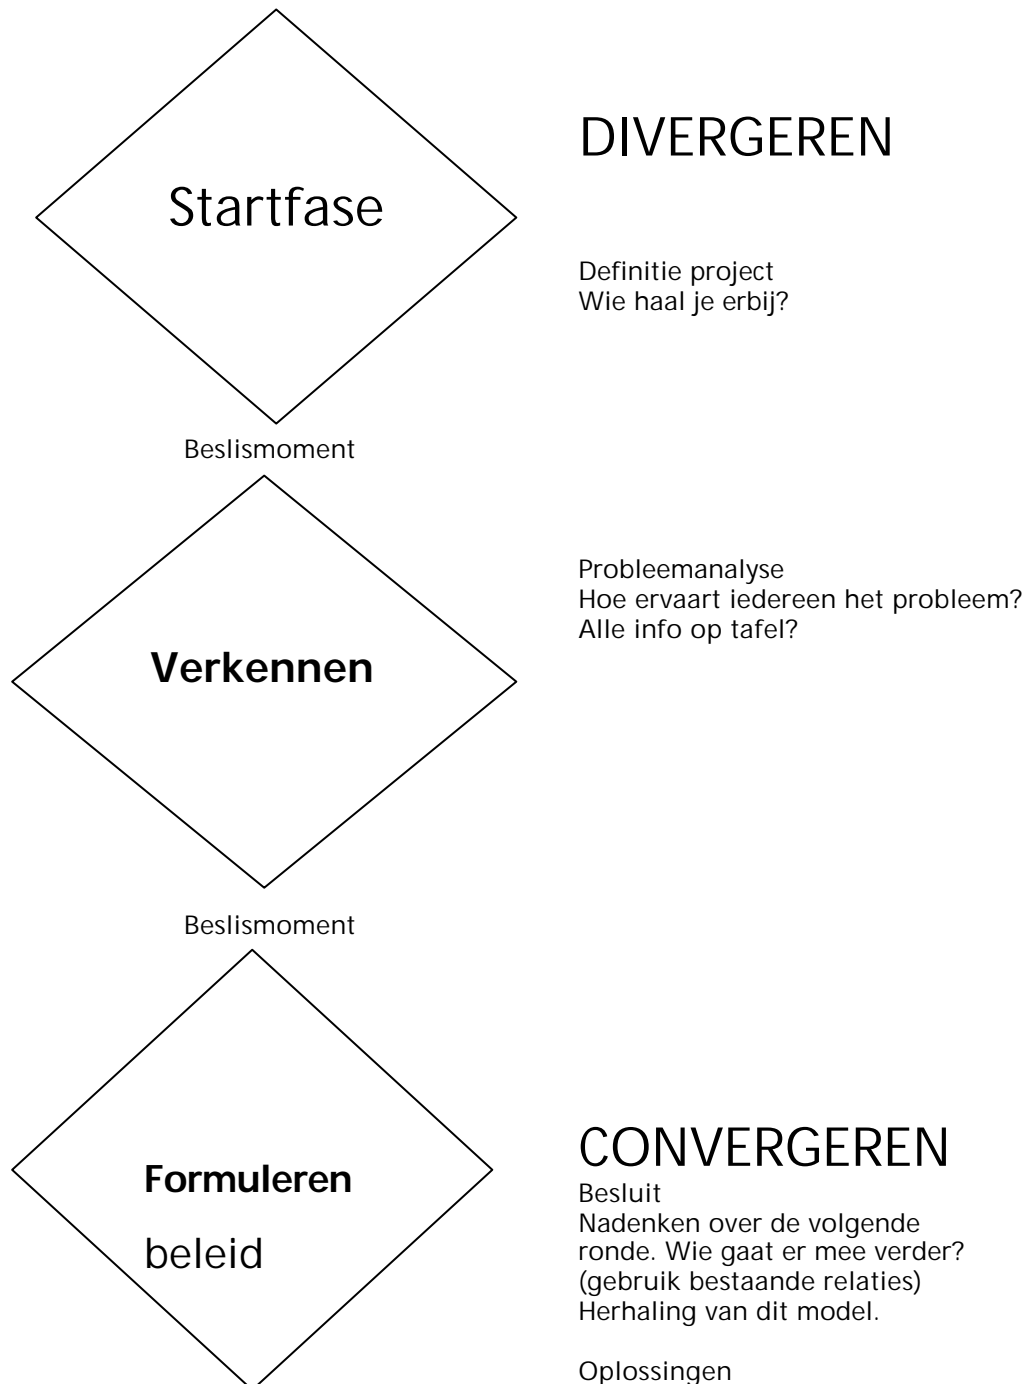 DIVERGEREN
Startfase
Definitie project
Wie haal je erbij?
Beslismoment
Probleemanalyse
Hoe ervaart iedereen het probleem?
Alle info op tafel?
Verkennen
Beslismoment
CONVERGEREN
Formuleren
beleid
Besluit
Nadenken over de volgende
ronde. Wie gaat er mee verder?
(gebruik bestaande relaties)
Herhaling van dit model.
Oplossingen